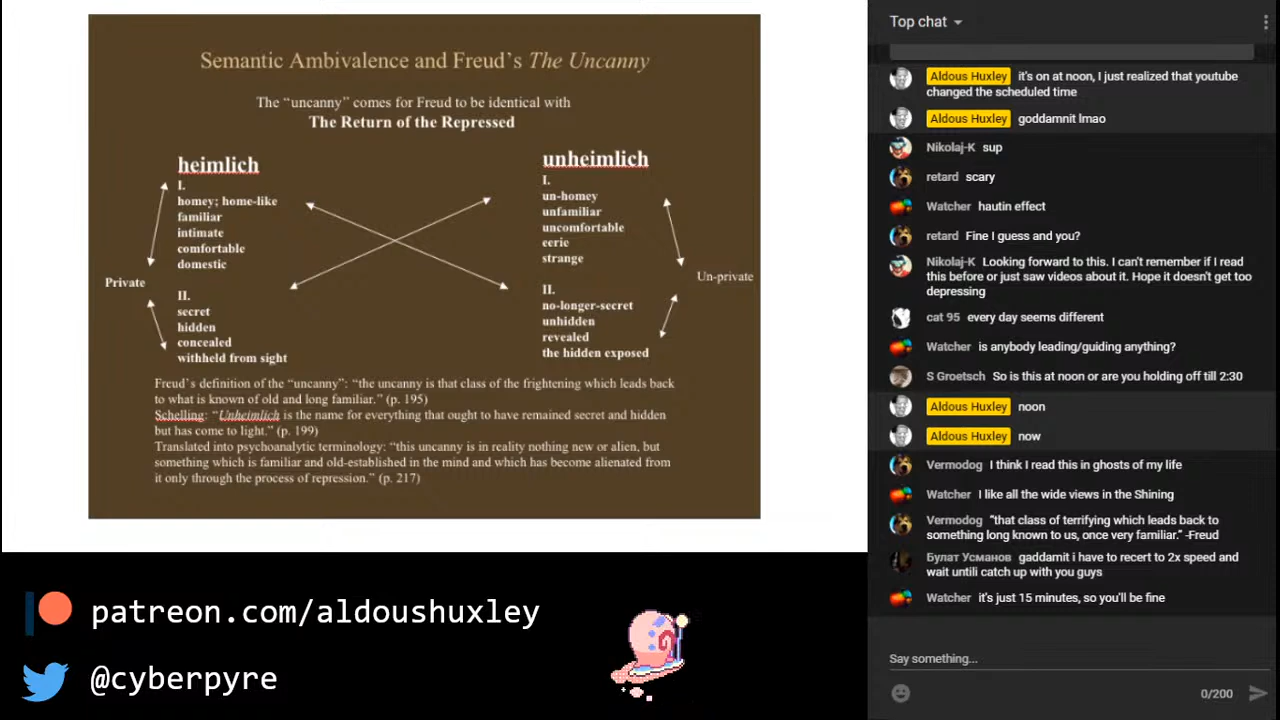 Semantic Ambivalence and Freud's The Uncanny
The "uncanny" comes for Freud to be identical with
The Return of the Repressed
heimlich
I.
homey; home-like
familiar
intimate
comfortable
domestic
Private
II.
secret
hidden
concealed
withheld from sight
unheimlich
I.
un-homey
unfamiliar
uncomfortable
eerie
strange
Un-private
II.
no-longer-secret
unhidden
revealed
the hidden exposed
Freud's definition of the "uncanny": "the uncanny is that class of the frightening which leads back
to what is known of old and long familiar." (p. 195)
Schelling: "Unheimlich is the name for everything that ought to have remained secret and hidden
but has come to light." (p. 199)
Translated into psychoanalytic terminology: "this uncanny is in reality nothing new or alien, but
something which is familiar and old-established in the mind and which has become alienated from
it only through the process of repression." (p. 217)
patreon.com/aldoushuxley
@cyberpyre
Top chat
Aldous Huxley it's on at noon, I just realized that youtube
changed the scheduled time
Aldous Huxley goddamnit lmao
Nikolaj-K sup
retard scary
Watcher hautin effect
retard Fine I guess and you?
Nikolaj-K Looking forward to this. I can't remember if I read
this before or just saw videos about it. Hope it doesn't get too
depressing
cat 95 every day seems different
Watcher is anybody leading/guiding anything?
S Groetsch So is this at noon or are you holding off till 2:30
Aldous Huxley noon
Aldous Huxley now
Vermodog I think I read this in ghosts of my life
Watcher I like all the wide views in the Shining
Vermodog "that class of terrifying which leads back to
something long known to us, once very familiar." -Freud
Булат Усманов gaddamit i have to recert to 2x speed and
wait untili catch up with you guys
Watcher it's just 15 minutes, so you'll be fine
Say something...
0/200